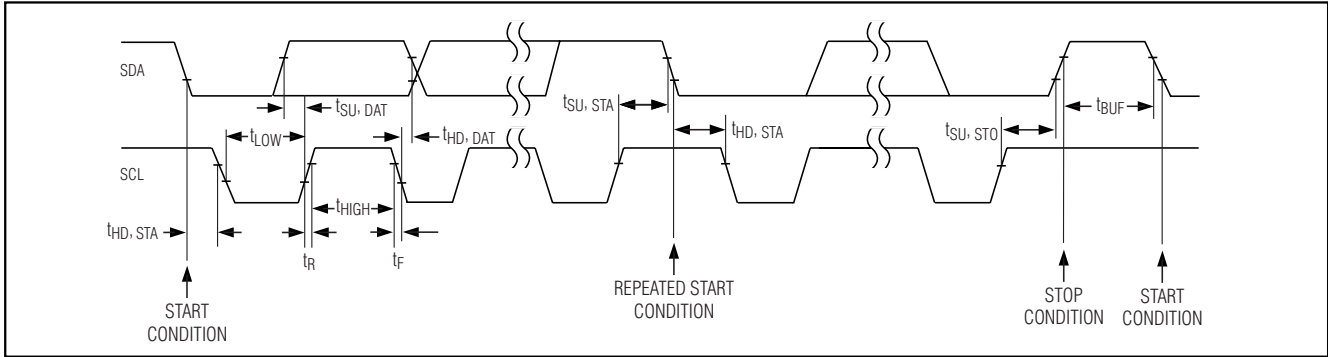 SDA
tSU, DAT
tLOW
tHD, DAT
tSU, STA
tHD, STA
tSU, STO
tBUF
SCL
tHIGH
tHD, STA
tR
tF
START
CONDITION
REPEATED START
CONDITION
STOP
CONDITION
START
CONDITION